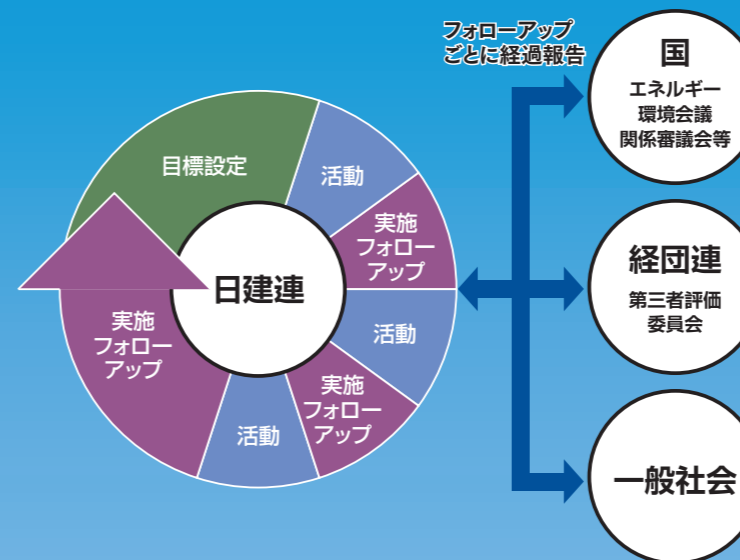 フォローアップ
ごとに経過報告
国
エネルギー
環境会議
関係審議会等
目標設定
活動
実施
フォロー
アップ
日建連
経団連
第三者評価
委員会
活動
実施
フォロー
アップ
実施
フォロー
アップ
活動
一般社会